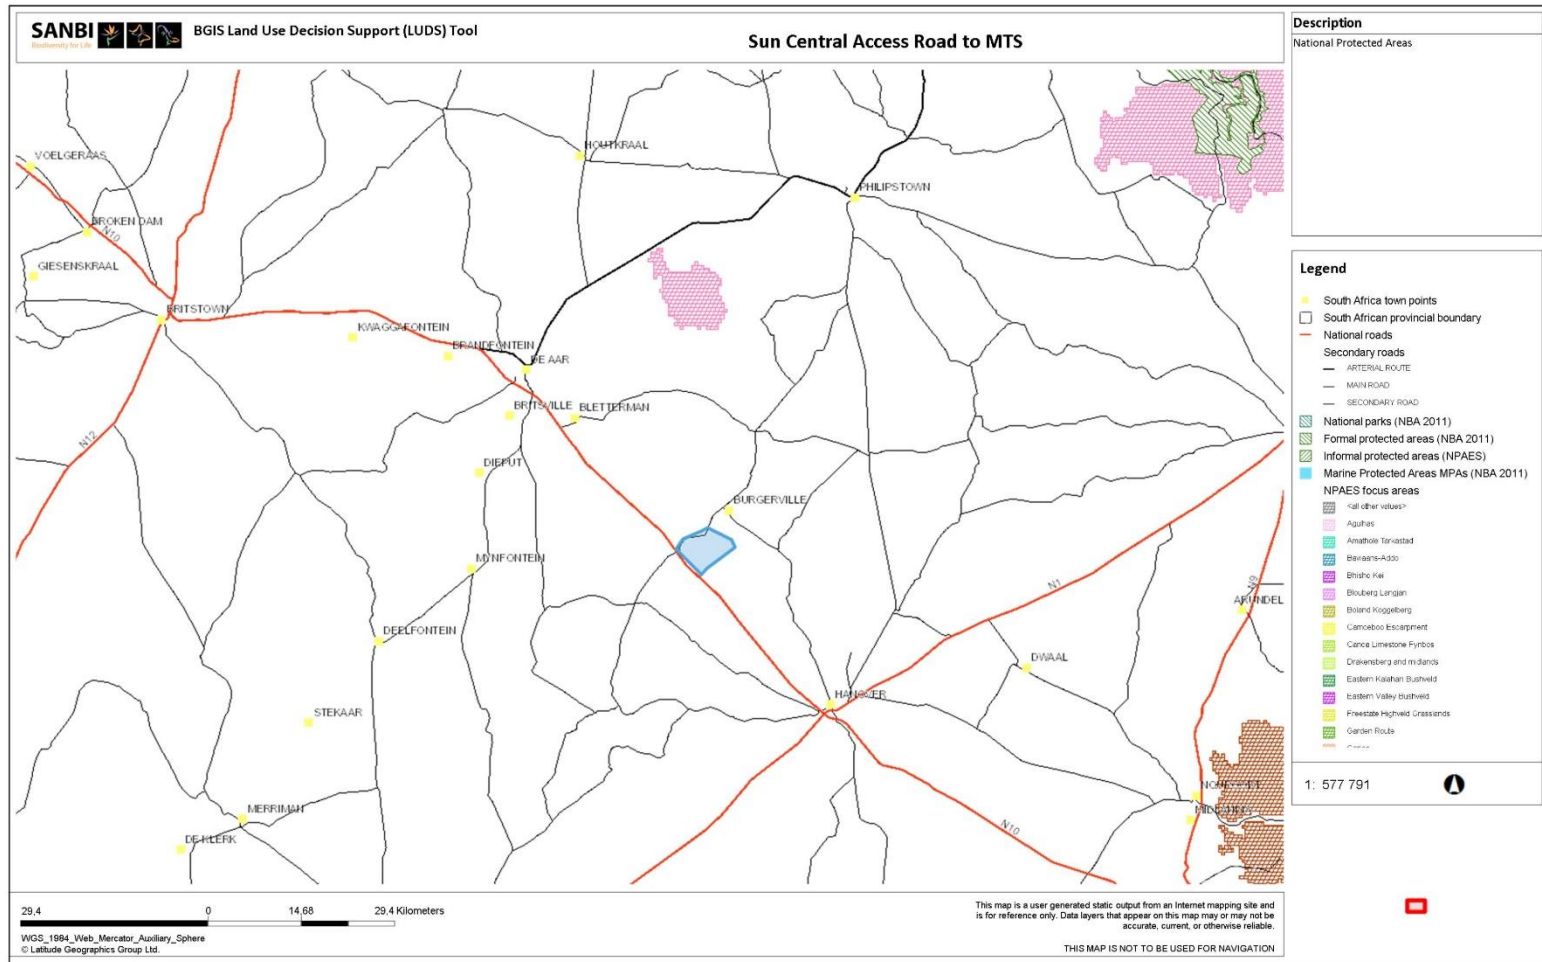 SANBI
Biodiversity for Life
BGIS Land Use Decision Support (LUDS) Tool
Sun Central Access Road to MTS
Description
National Protected Areas
VOELGERAAS
HOUTKRAAL
PHILIPSTOWN
BROKEN DAM
N10
GIESENSKRAAL
BRITSTOWN
KWAGGAFONTEIN
BRANDFONTEIN
DE AAR
BRITSVILLE
BLETTERMAN
N12
DIEPUT
BURGERVILLE
MYNFONTEIN
N1
N9
ARUNDEL
DEELFONTEIN
DWAAL
HANOVER
STEKAAR
MERRIMAN
DE KLERK
N10
Legend
South Africa town points
South African provincial boundary
National roads
Secondary roads
ARTERIAL ROUTE
MAIN ROAD
SECONDARY ROAD
National parks (NBA 2011)
Formal protected areas (NBA 2011)
Informal protected areas (NPAES)
Marine Protected Areas MPAs (NBA 2011)
NPAES focus areas
<all other values>
Agulhas
Amathole Tarkastad
Baviaans-Addo
Bhisho Kei
Blouberg Langjan
Boland Koggelberg
Camdeboo Escarpment
Canca Limestone Fynbos
Drakensberg and midlands
Eastern Kalahari Bushveld
Eastern Valley Bushveld
Freestate Highveld Grasslands
Garden Route
1: 577 791
29,4 0 14,68 29,4 Kilometers
WGS_1984_Web_Mercator_Auxiliary_Sphere
© Latitude Geographics Group Ltd.
This map is a user generated static output from an Internet mapping site and
is for reference only. Data layers that appear on this map may or may not be
accurate, current, or otherwise reliable.
THIS MAP IS NOT TO BE USED FOR NAVIGATION